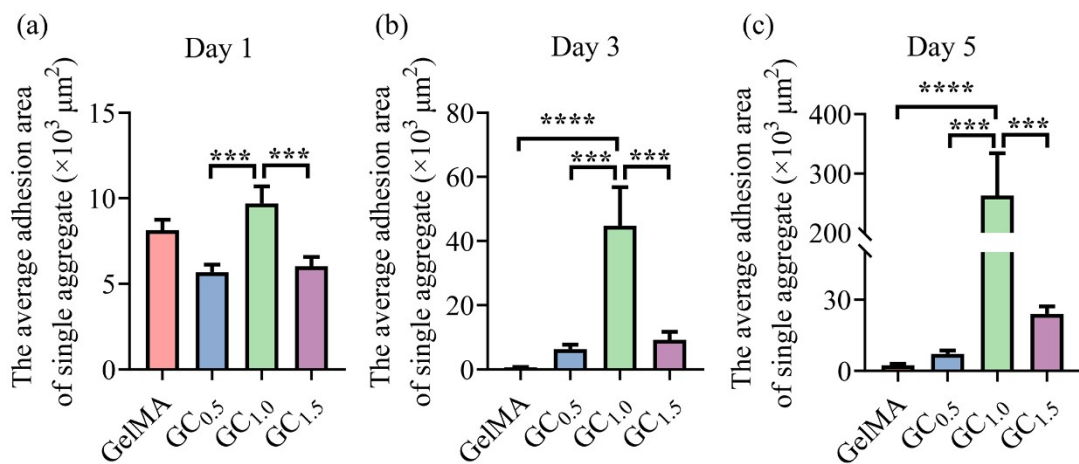 (a)
Day 1
The average adhesion area
of single aggregate (×10³ μm²)
15
10
5
0
***
***
GelMA
GC₀.₅
GC₁.₀
GC₁.₅
(b)
Day 3
The average adhesion area
of single aggregate (×10³ μm²)
80
60
40
20
0
****
***
***
GelMA
GC₀.₅
GC₁.₀
GC₁.₅
(c)
Day 5
The average adhesion area
of single aggregate (×10³ μm²)
400
300
200
30
0
****
***
***
GelMA
GC₀.₅
GC₁.₀
GC₁.₅